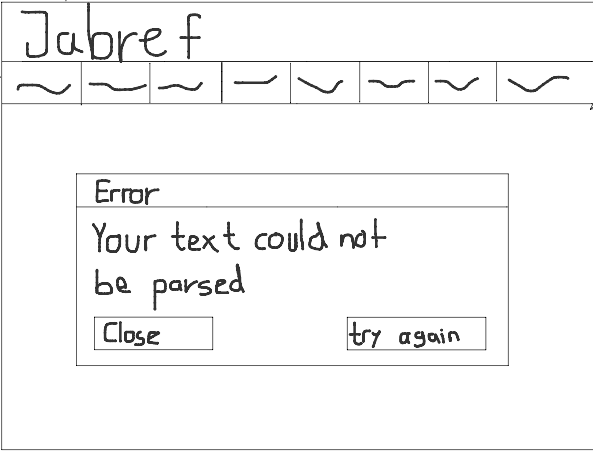 Jabref
Error
Your text could not
be parsed
Close
try again